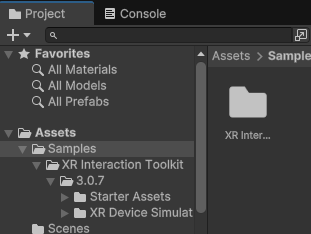 Project
Console
Favorites
All Materials
All Models
All Prefabs
Assets
Samples
XR Interaction Toolkit
3.0.7
Starter Assets
XR Device Simulat
Scenes
Assets > Sample
XR Inter...